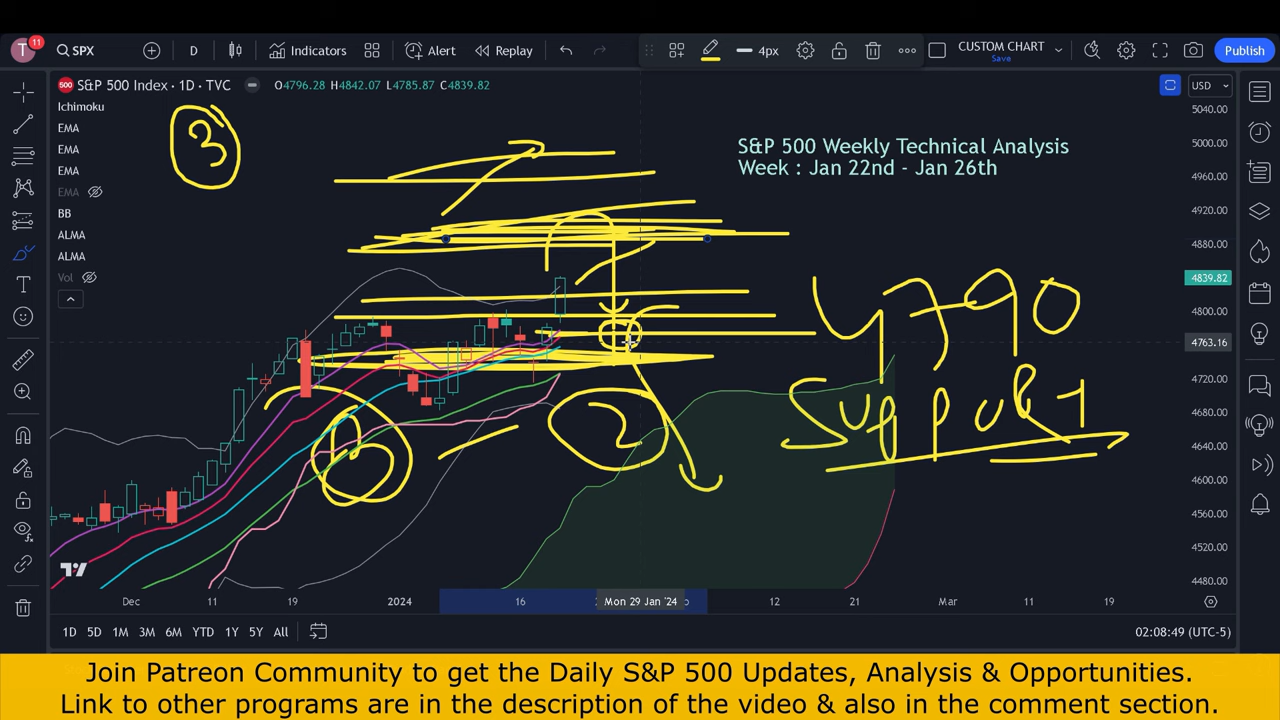 T 11 SPX D Indicators Alert Replay 4px CUSTOM CHART Save Publish
500 S&P 500 Index · 1D · TVC O4796.28 H4842.07 L4785.87 C4839.82 USD
Ichimoku
EMA
EMA
EMA
EMA
BB
ALMA
ALMA
Vol
3
S&P 500 Weekly Technical Analysis
Week : Jan 22nd - Jan 26th
4790
Support
2
5040.00
5000.00
4960.00
4920.00
4880.00
4839.82
4800.00
4763.16
4720.00
4680.00
4640.00
4600.00
4560.00
4520.00
4480.00
Dec 11 19 2024 16 Mon 29 Jan '24 12 21 Mar 11 19
1D 5D 1M 3M 6M YTD 1Y 5Y All 02:08:49 (UTC-5)
Join Patreon Community to get the Daily S&P 500 Updates, Analysis & Opportunities.
Link to other programs are in the description of the video & also in the comment section.